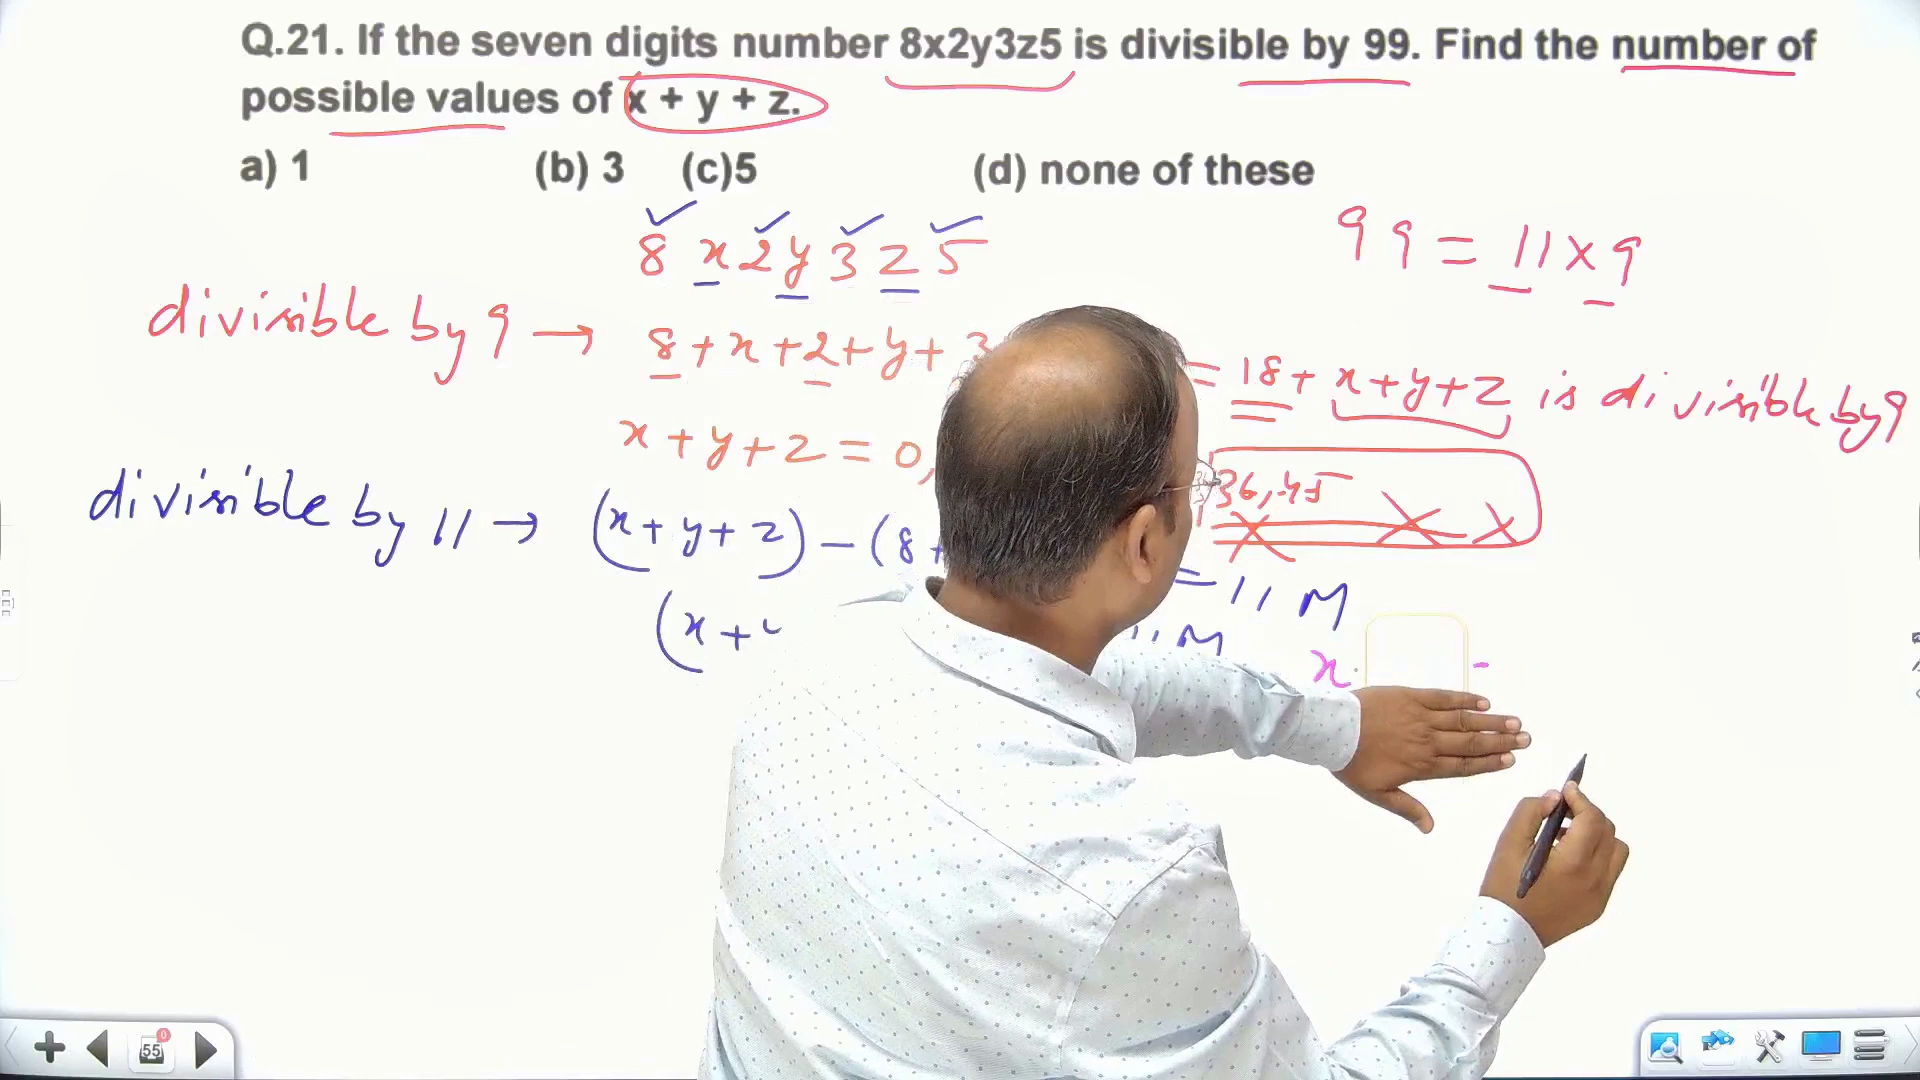 Q.21. If the seven digits number 8x2y3z5 is divisible by 99. Find the number of
possible values of x + y + z.
a) 1 (b) 3 (c)5 (d) none of these
8 x 2 y 3 z 5
99 = 11 x 9
divisible by 9 → 8 + x + 2 + y + 3 = 18 + x + y + z is divisible by 9
x + y + z = 0, 36, 45
divisible by 11 → (x + y + z) - (8 + = 11 M
(x + y 11 M x -
55
0